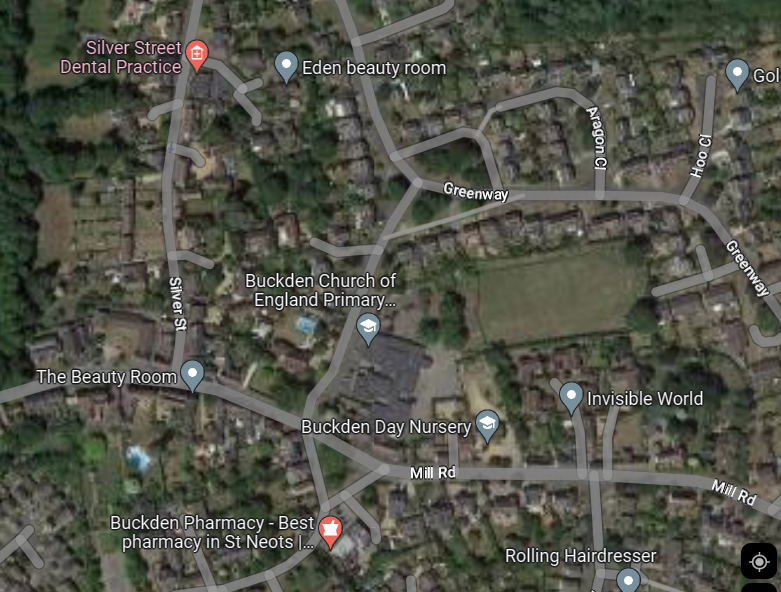 Silver Street
Dental Practice
Eden beauty room
Gol
Aragon Cl
Hoo Cl
Greenway
Greenway
Buckden Church of
England Primary...
Silver St
The Beauty Room
Invisible World
Buckden Day Nursery
Mill Rd
Mill Rd
Buckden Pharmacy - Best
pharmacy in St Neots |...
Rolling Hairdresser